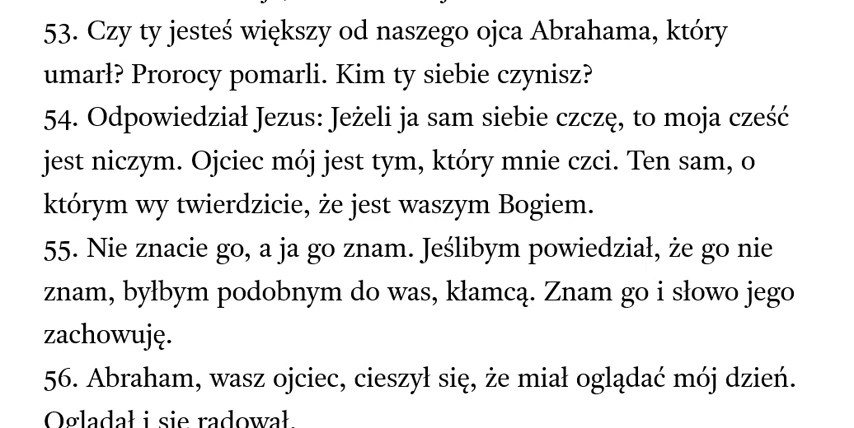 53. Czy ty jesteś większy od naszego ojca Abrahama, który
umarł? Prorocy pomarli. Kim ty siebie czynisz?
54. Odpowiedział Jezus: Jeżeli ja sam siebie czczę, to moja cześć
jest niczym. Ojciec mój jest tym, który mnie czci. Ten sam, o
którym wy twierdzicie, że jest waszym Bogiem.
55. Nie znacie go, a ja go znam. Jeślibym powiedział, że go nie
znam, byłbym podobnym do was, kłamcą. Znam go i słowo jego
zachowuję.
56. Abraham, wasz ojciec, cieszył się, że miał oglądać mój dzień.
Oglądał i się radował.